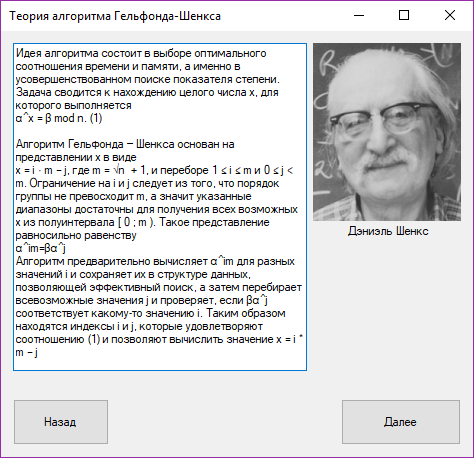 Теория алгоритма Гельфонда-Шенкса
Идея алгоритма состоит в выборе оптимального
соотношения времени и памяти, а именно в
усовершенствованном поиске показателя степени.
Задача сводится к нахождению целого числа x, для
которого выполняется
α^x = β mod n. (1)
Алгоритм Гельфонда – Шенкса основан на
представлении x в виде
x = i · m − j, где m = √n + 1, и переборе 1 ≤ i ≤ m и 0 ≤ j <
m. Ограничение на i и j следует из того, что порядок
группы не превосходит m, а значит указанные
диапазоны достаточны для получения всех возможных
x из полуинтервала [ 0 ; m ). Такое представление
равносильно равенству
α^im=βα^j
Алгоритм предварительно вычисляет α^im для разных
значений i и сохраняет их в структуре данных,
позволяющей эффективный поиск, а затем перебирает
всевозможные значения j и проверяет, если βα^j
соответствует какому-то значению i. Таким образом
находятся индексы i и j, которые удовлетворяют
соотношению (1) и позволяют вычислить значение x = i *
m − j
Дэниэль Шенкс
Назад
Далее